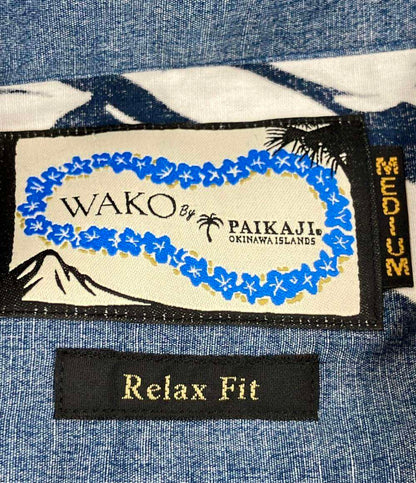 WAKO By PAIKAJI®
OKINAWA ISLANDS
MEDIUM
Relax Fit